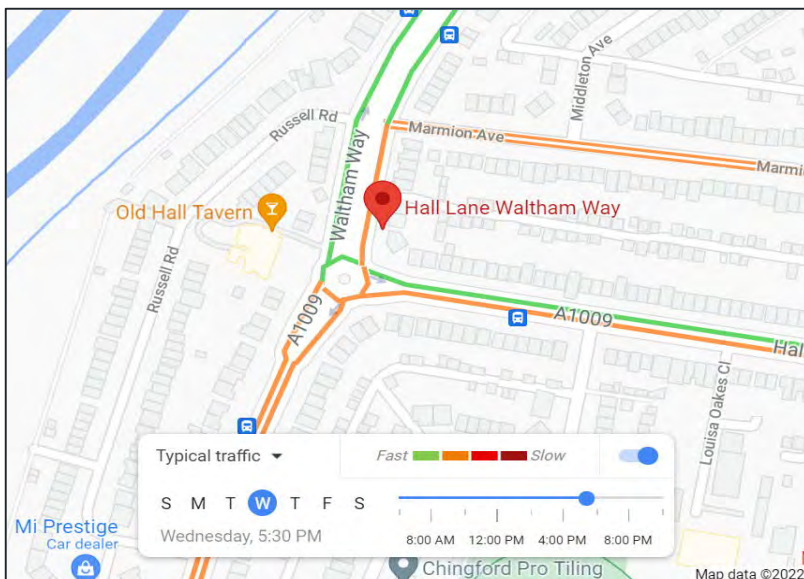 Russell Rd
Middleton Ave
Marmion Ave
Marmi
Waltham Way
Old Hall Tavern
Hall Lane Waltham Way
Russell Rd
A1009
A1009
Hal
Louisa Oakes Cl
Typical traffic
Fast
Slow
S M T W T F S
Wednesday, 5:30 PM
8:00 AM 12:00 PM 4:00 PM 8:00 PM
Mi Prestige
Car dealer
Chingford Pro Tiling
Map data ©2022